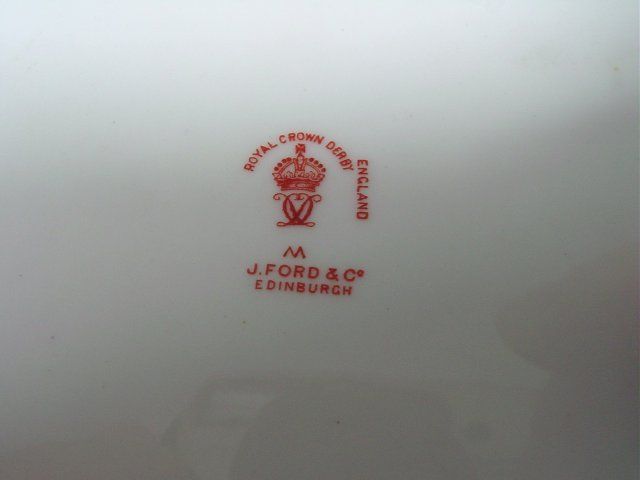 ROYAL CROWN DERBY
ENGLAND
M
J. FORD & Co
EDINBURGH